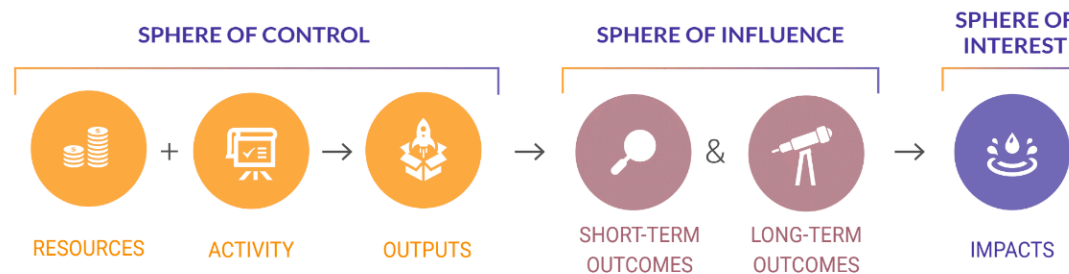 SPHERE OF CONTROL
SPHERE OF INFLUENCE
SPHERE OF
INTEREST
+
&
RESOURCES
ACTIVITY
OUTPUTS
SHORT-TERM
OUTCOMES
LONG-TERM
OUTCOMES
IMPACTS